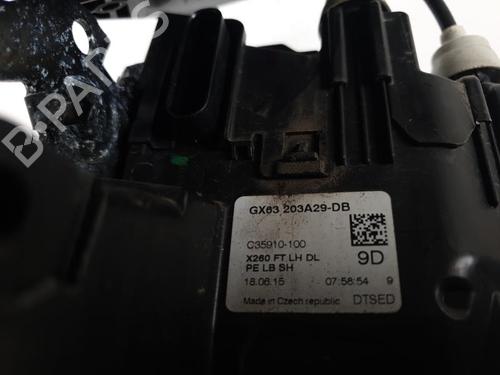 B-PARTS
GX63 203A29-DB
C35910-100
X260 FT LH DL
PE LB SH
9D
18.06.15 07:58:54 9
Made in Czech republic DTSED